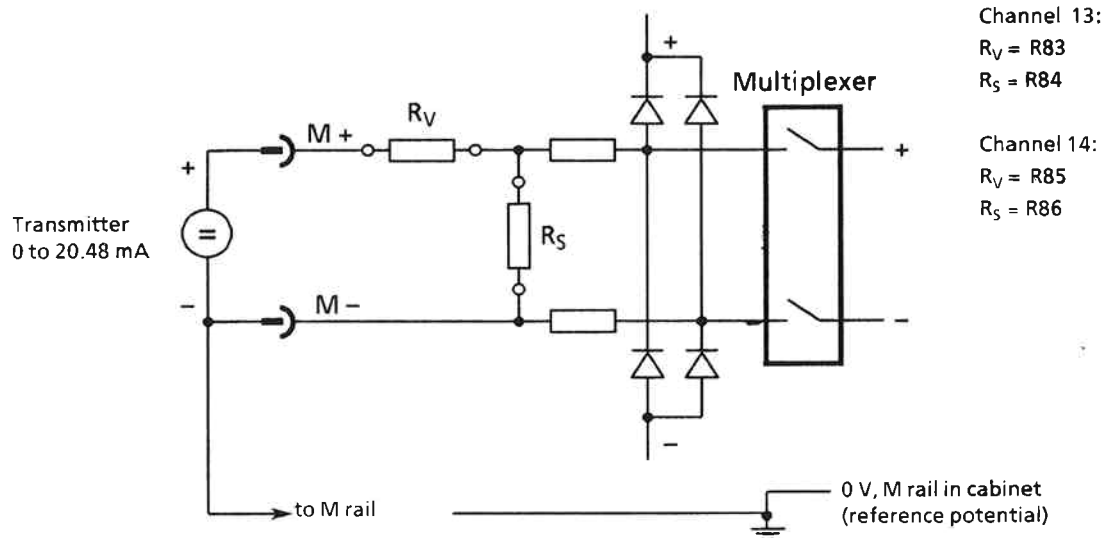 Channel 13:
R_V = R83
R_S = R84
Channel 14:
R_V = R85
R_S = R86
+
Multiplexer
M +
R_V
+
+
Transmitter
0 to 20.48 mA
=
R_S
–
M –
–
–
to M rail
0 V, M rail in cabinet
(reference potential)